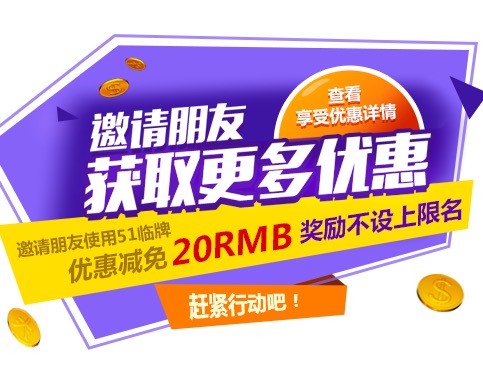 查看
享受优惠详情
邀请朋友
获取更多优惠
邀请朋友使用51临牌
优惠减免 20RMB 奖励不设上限名
赶紧行动吧！